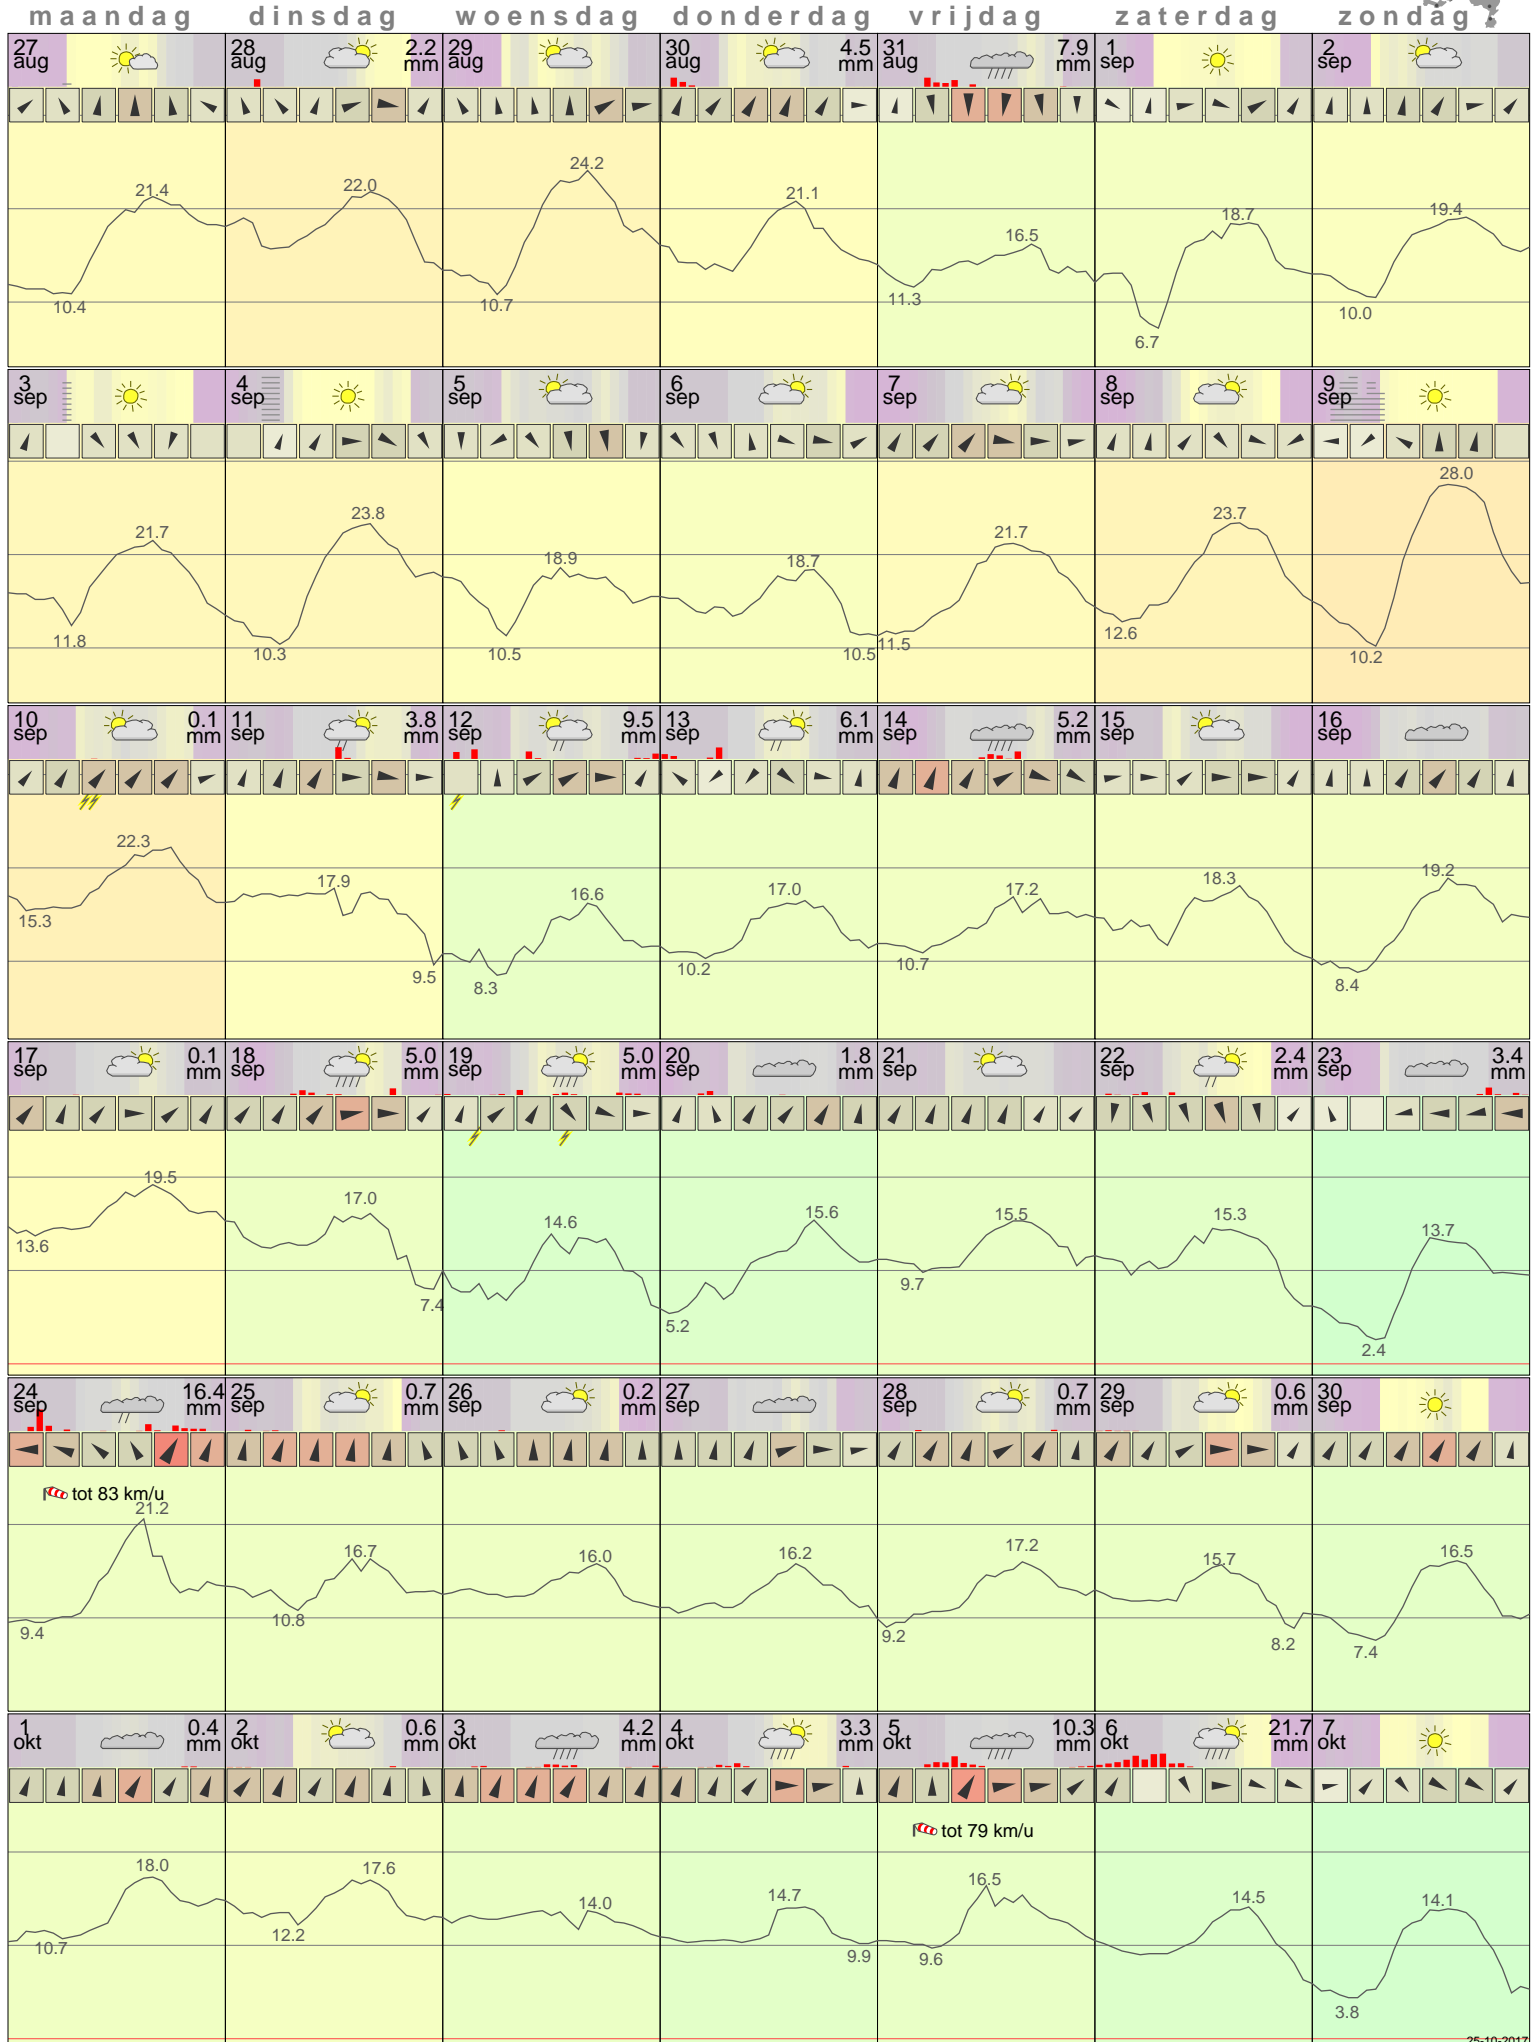 maandag dinsdag woensdag donderdag vrijdag zaterdag zondag
27 28 2.2 29 30 4.5 31 7.9 1 2
aug aug mm aug aug mm aug mm sep sep
24.2
21.4 22.0 21.1
18.7 19.4
16.5
10.4 10.7 11.3 10.0
6.7
3 4 5 6 7 8 9
sep sep sep sep sep sep sep
28.0
23.8 23.7
21.7 21.7
18.9 18.7
11.8 10.3 10.5 10.5 11.5 12.6 10.2
10 0.1 11 3.8 12 9.5 13 6.1 14 5.2 15 16
sep mm sep mm sep mm sep mm sep mm sep sep
22.3
17.9 16.6 17.0 17.2 18.3 19.2
15.3
9.5 8.3 10.2 10.7 8.4
17 0.1 18 5.0 19 5.0 20 1.8 21 22 2.4 23 3.4
sep mm sep mm sep mm sep mm sep sep mm sep mm
19.5
17.0 14.6 15.6 15.5 15.3 13.7
13.6
7.4 5.2 9.7 2.4
24 16.4 25 0.7 26 0.2 27 28 0.7 29 0.6 30
sep mm sep mm sep mm sep sep mm sep mm sep
tot 83 km/u
21.2
16.7 16.0 16.2 17.2 15.7 16.5
9.4 10.8 9.2 8.2 7.4
1 0.4 2 0.6 3 4.2 4 3.3 5 10.3 6 21.7 7
okt mm okt mm okt mm okt mm okt mm okt mm okt
tot 79 km/u
18.0 17.6 14.0 14.7 16.5 14.5 14.1
10.7 12.2 9.9 9.6 3.8
25-10-2017